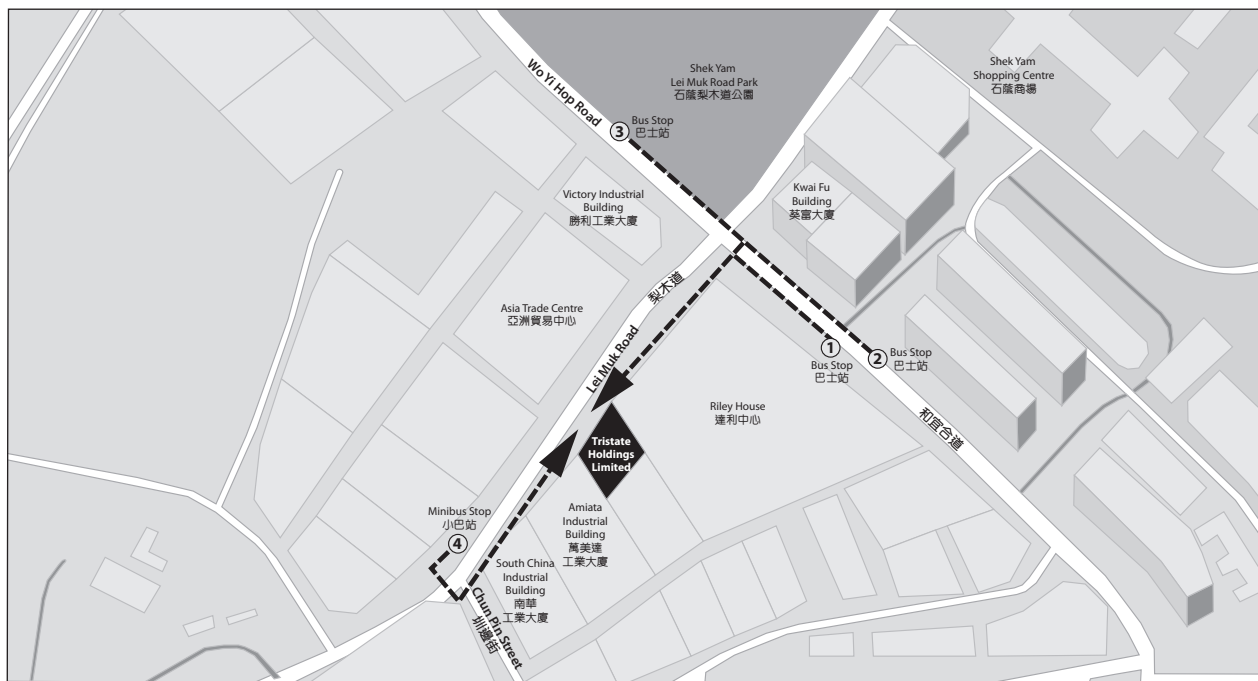 Wo Yi Hop Road
Shek Yam
Lei Muk Road Park
石蔭梨木道公園
Shek Yam
Shopping Centre
石蔭商場
3
Bus Stop
巴士站
Victory Industrial
Building
勝利工業大廈
Kwai Fu
Building
葵富大廈
梨木道
Asia Trade Centre
亞洲貿易中心
Lei Muk Road
1
Bus Stop
巴士站
2
Bus Stop
巴士站
Riley House
達利中心
和宜合道
Tristate
Holdings
Limited
Minibus Stop
小巴站
4
Amiata
Industrial
Building
萬美達
工業大廈
South China
Industrial
Building
南華
工業大廈
Chun Pin Street
圳邊街